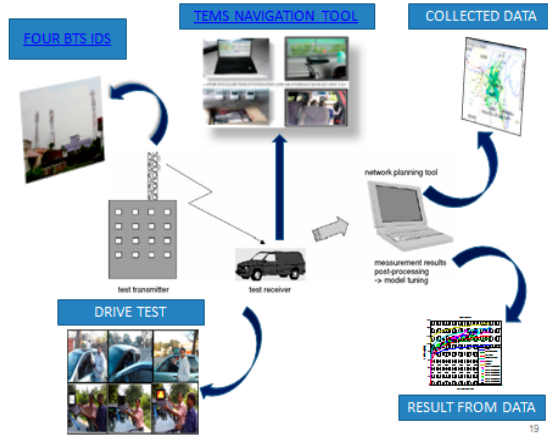 FOUR BTS IDS
TEMS NAVIGATION TOOL
COLLECTED DATA
network planning tool
test transmitter
test receiver
measurement results
post-processing
-> model tuning
DRIVE TEST
RESULT FROM DATA
19